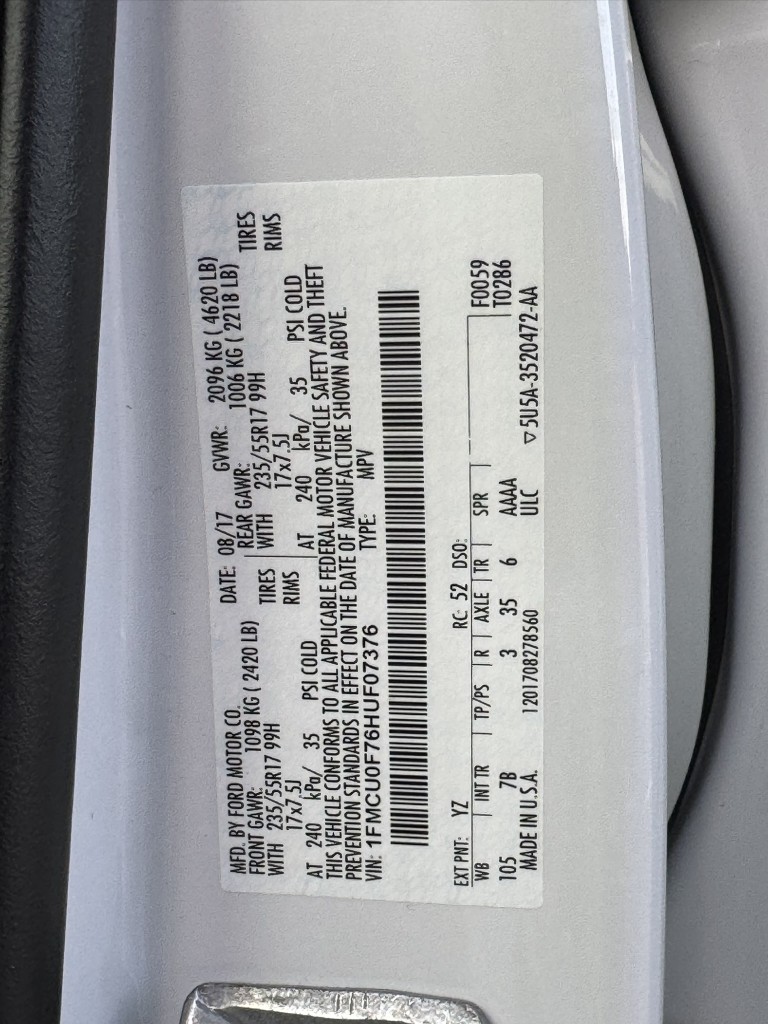 MFD. BY FORD MOTOR CO.
DATE: 08/17 GVWR: 2096 KG ( 4620 LB)
FRONT GAWR: 1098 KG ( 2420 LB)
REAR GAWR: 1006 KG ( 2218 LB)
WITH 235/55R17 99H TIRES
WITH 235/55R17 99H TIRES
17x7.5J RIMS
17x7.5J RIMS
AT 240 kPa/ 35 PSI COLD
AT 240 kPa/ 35 PSI COLD
THIS VEHICLE CONFORMS TO ALL APPLICABLE FEDERAL MOTOR VEHICLE SAFETY AND THEFT
PREVENTION STANDARDS IN EFFECT ON THE DATE OF MANUFACTURE SHOWN ABOVE.
VIN: 1FMCU0F76HUF07376 TYPE: MPV
EXT PNT: YZ RC: 52 DSO:
WB INT TR TP/PS R AXLE TR SPR F0059
105 7B 3 35 6 AAAA T0286
MADE IN U.S.A. 1201708278560 ULC ▽5U5A-3520472-AA